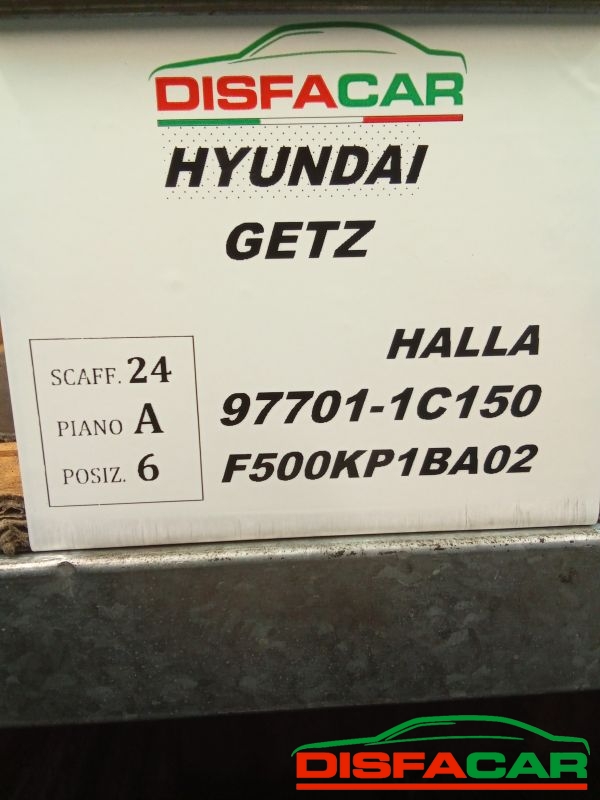 DISFACAR
HYUNDAI
GETZ
HALLA
SCAFF. 24
97701-1C150
PIANO A
F500KP1BA02
POSIZ. 6
DISFACAR